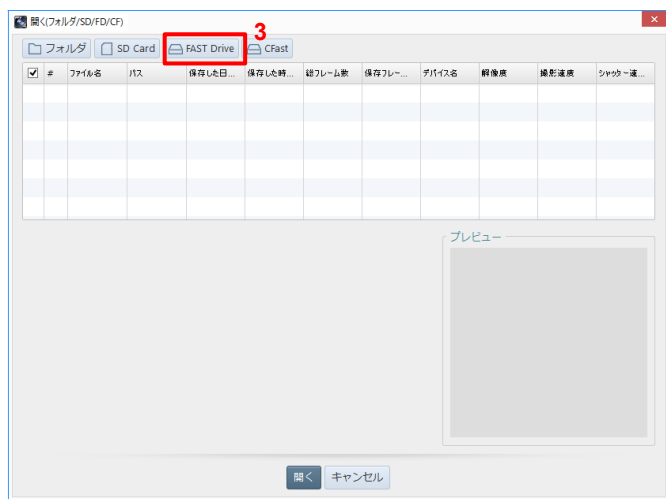 開く(フォルダ/SD/FD/CF)
3
フォルダ SD Card FAST Drive CFast
# ファイル名 パス 保存した日... 保存した時... 総フレーム数 保存フレー... デバイス名 解像度 撮影速度 シャッター速...
プレビュー
開く キャンセル